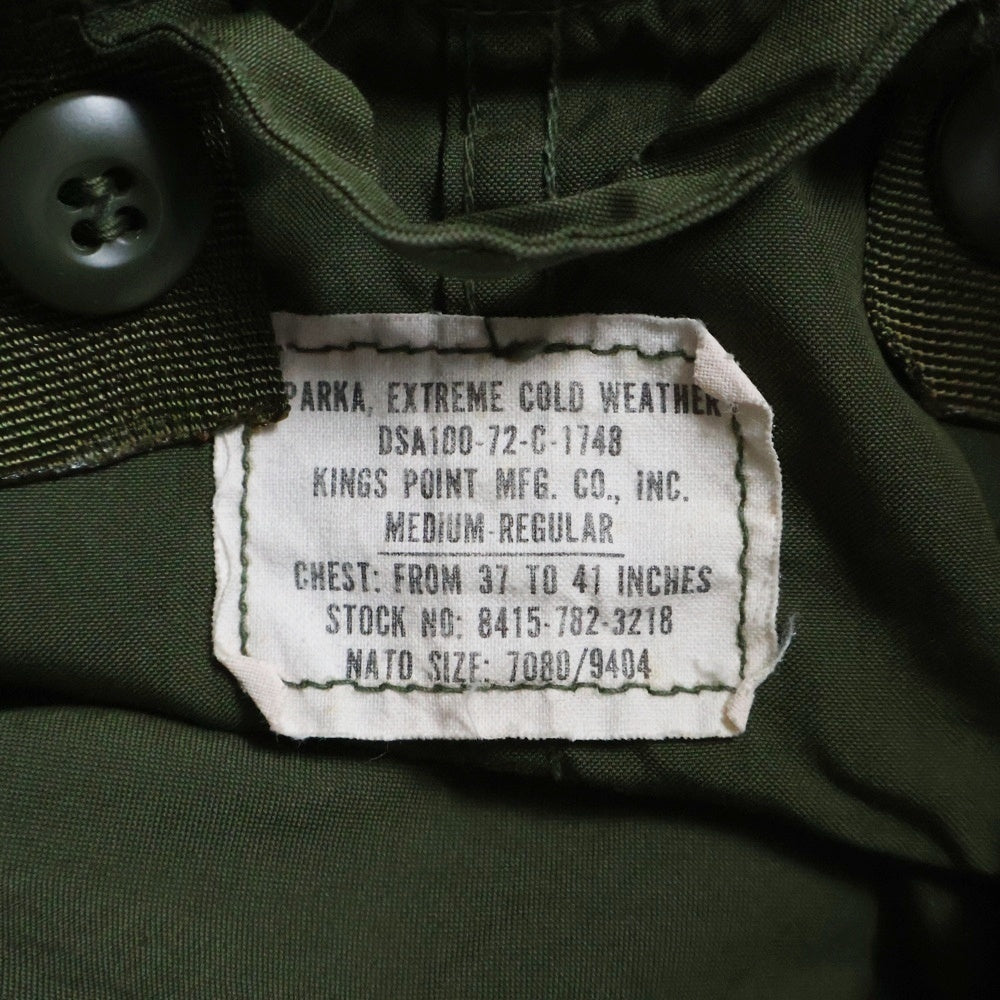 PARKA, EXTREME COLD WEATHER
DSA100-72-C-1748
KINGS POINT MFG. CO., INC.
MEDIUM-REGULAR
CHEST: FROM 37 TO 41 INCHES
STOCK NO: 8415-782-3218
NATO SIZE: 7080/9404